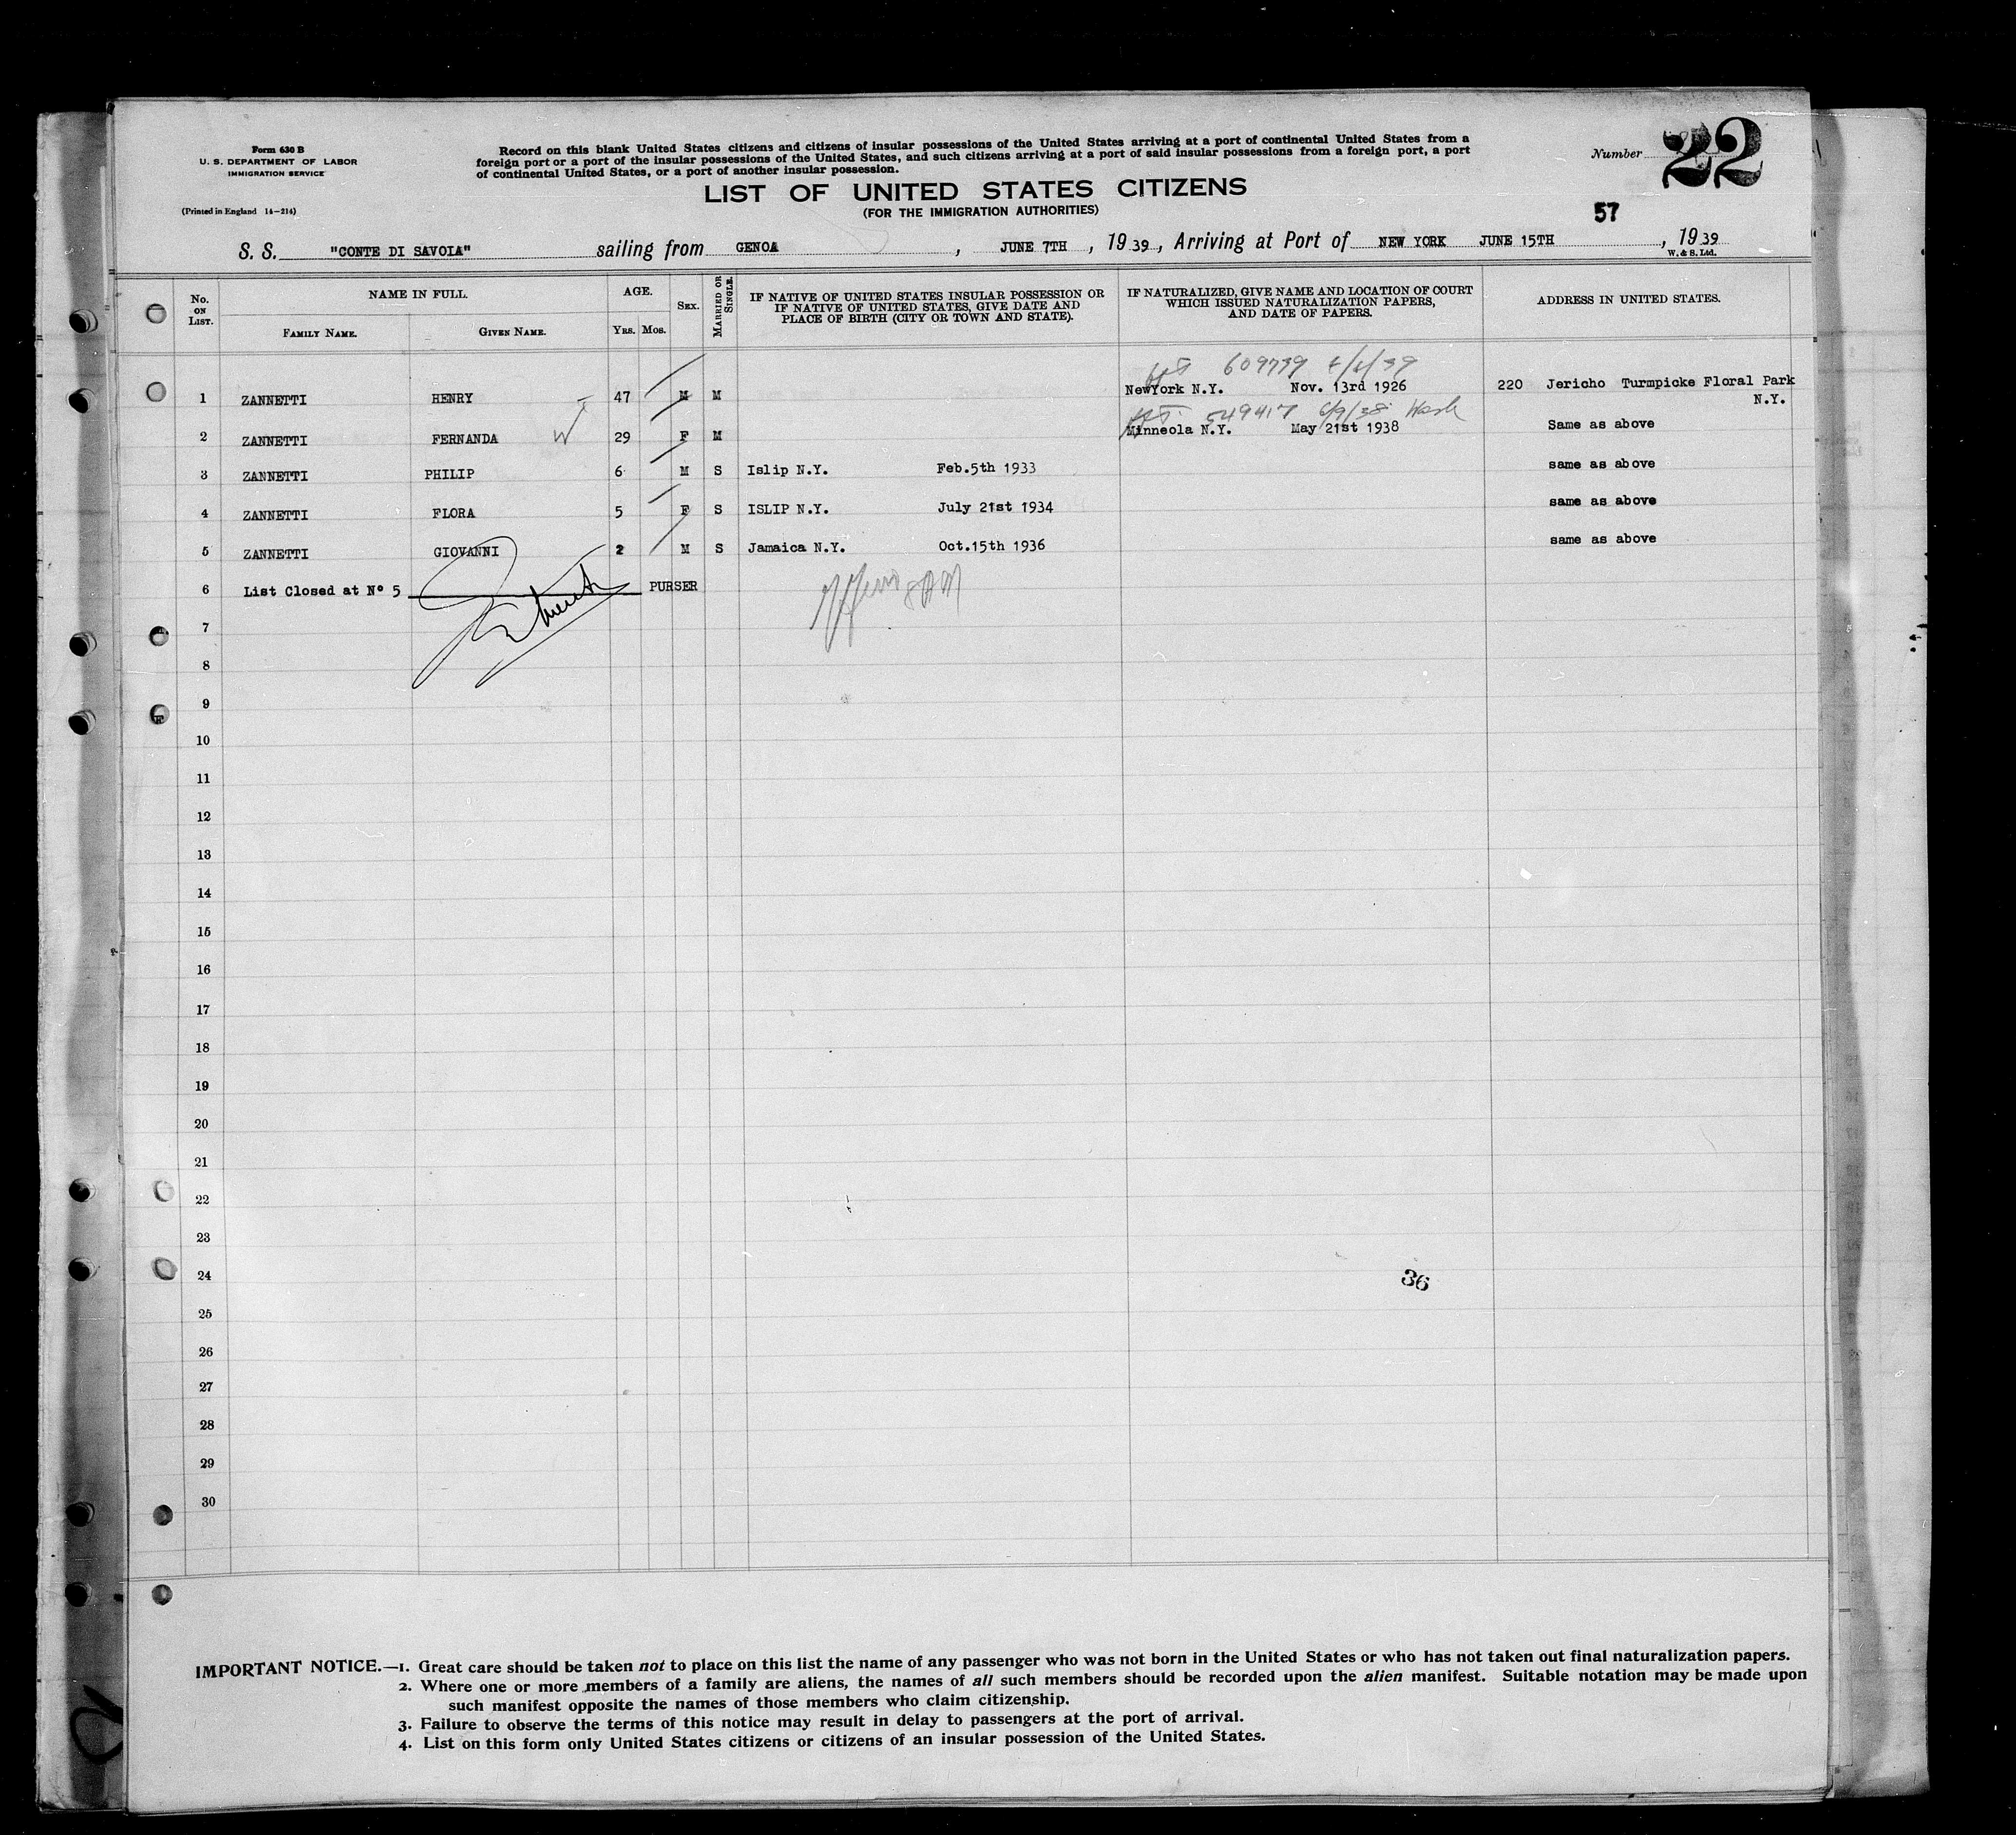 Form 630 B
U. S. DEPARTMENT OF LABOR
IMMIGRATION SERVICE
(Printed in England 14-214)
Record on this blank United States citizens and citizens of insular possessions of the United States arriving at a port of continental United States from a
foreign port or a port of the insular possessions of the United States, and such citizens arriving at a port of said insular possessions from a foreign port, a port
of continental United States, or a port of another insular possession.
LIST OF UNITED STATES CITIZENS
(FOR THE IMMIGRATION AUTHORITIES)
Number 22
57
S. S. "CONTE DI SAVOIA" sailing from GENOA, JUNE 7TH, 1939, Arriving at Port of NEW YORK JUNE 15TH, 1939
W. & S. Ltd.
No. ON LIST.
NAME IN FULL.
FAMILY NAME.
GIVEN NAME.
AGE.
YRS. MOS.
SEX.
MARRIED OR SINGLE.
IF NATIVE OF UNITED STATES INSULAR POSSESSION OR
IF NATIVE OF UNITED STATES, GIVE DATE AND
PLACE OF BIRTH (CITY OR TOWN AND STATE).
IF NATURALIZED, GIVE NAME AND LOCATION OF COURT
WHICH ISSUED NATURALIZATION PAPERS,
AND DATE OF PAPERS.
ADDRESS IN UNITED STATES.
609739
1 ZANNETTI HENRY 47 M M NewYork N.Y. Nov. 13rd 1926 220 Jericho Turmpicke Floral Park
N.Y.
549417 6/9/38 Wash
2 ZANNETTI FERNANDA W 29 F M Minneola N.Y. May 21st 1938 Same as above
3 ZANNETTI PHILIP 6 M S Islip N.Y. Feb.5th 1933 same as above
4 ZANNETTI FLORA 5 F S ISLIP N.Y. July 21st 1934 same as above
5 ZANNETTI GIOVANNI 2 M S Jamaica N.Y. Oct.15th 1936 same as above
6 List Closed at Nº 5 PURSER
7
8
9
10
11
12
13
14
15
16
17
18
19
20
21
22
23
24 36
25
26
27
28
29
30
IMPORTANT NOTICE.—1. Great care should be taken not to place on this list the name of any passenger who was not born in the United States or who has not taken out final naturalization papers.
2. Where one or more members of a family are aliens, the names of all such members should be recorded upon the alien manifest. Suitable notation may be made upon
such manifest opposite the names of those members who claim citizenship.
3. Failure to observe the terms of this notice may result in delay to passengers at the port of arrival.
4. List on this form only United States citizens or citizens of an insular possession of the United States.